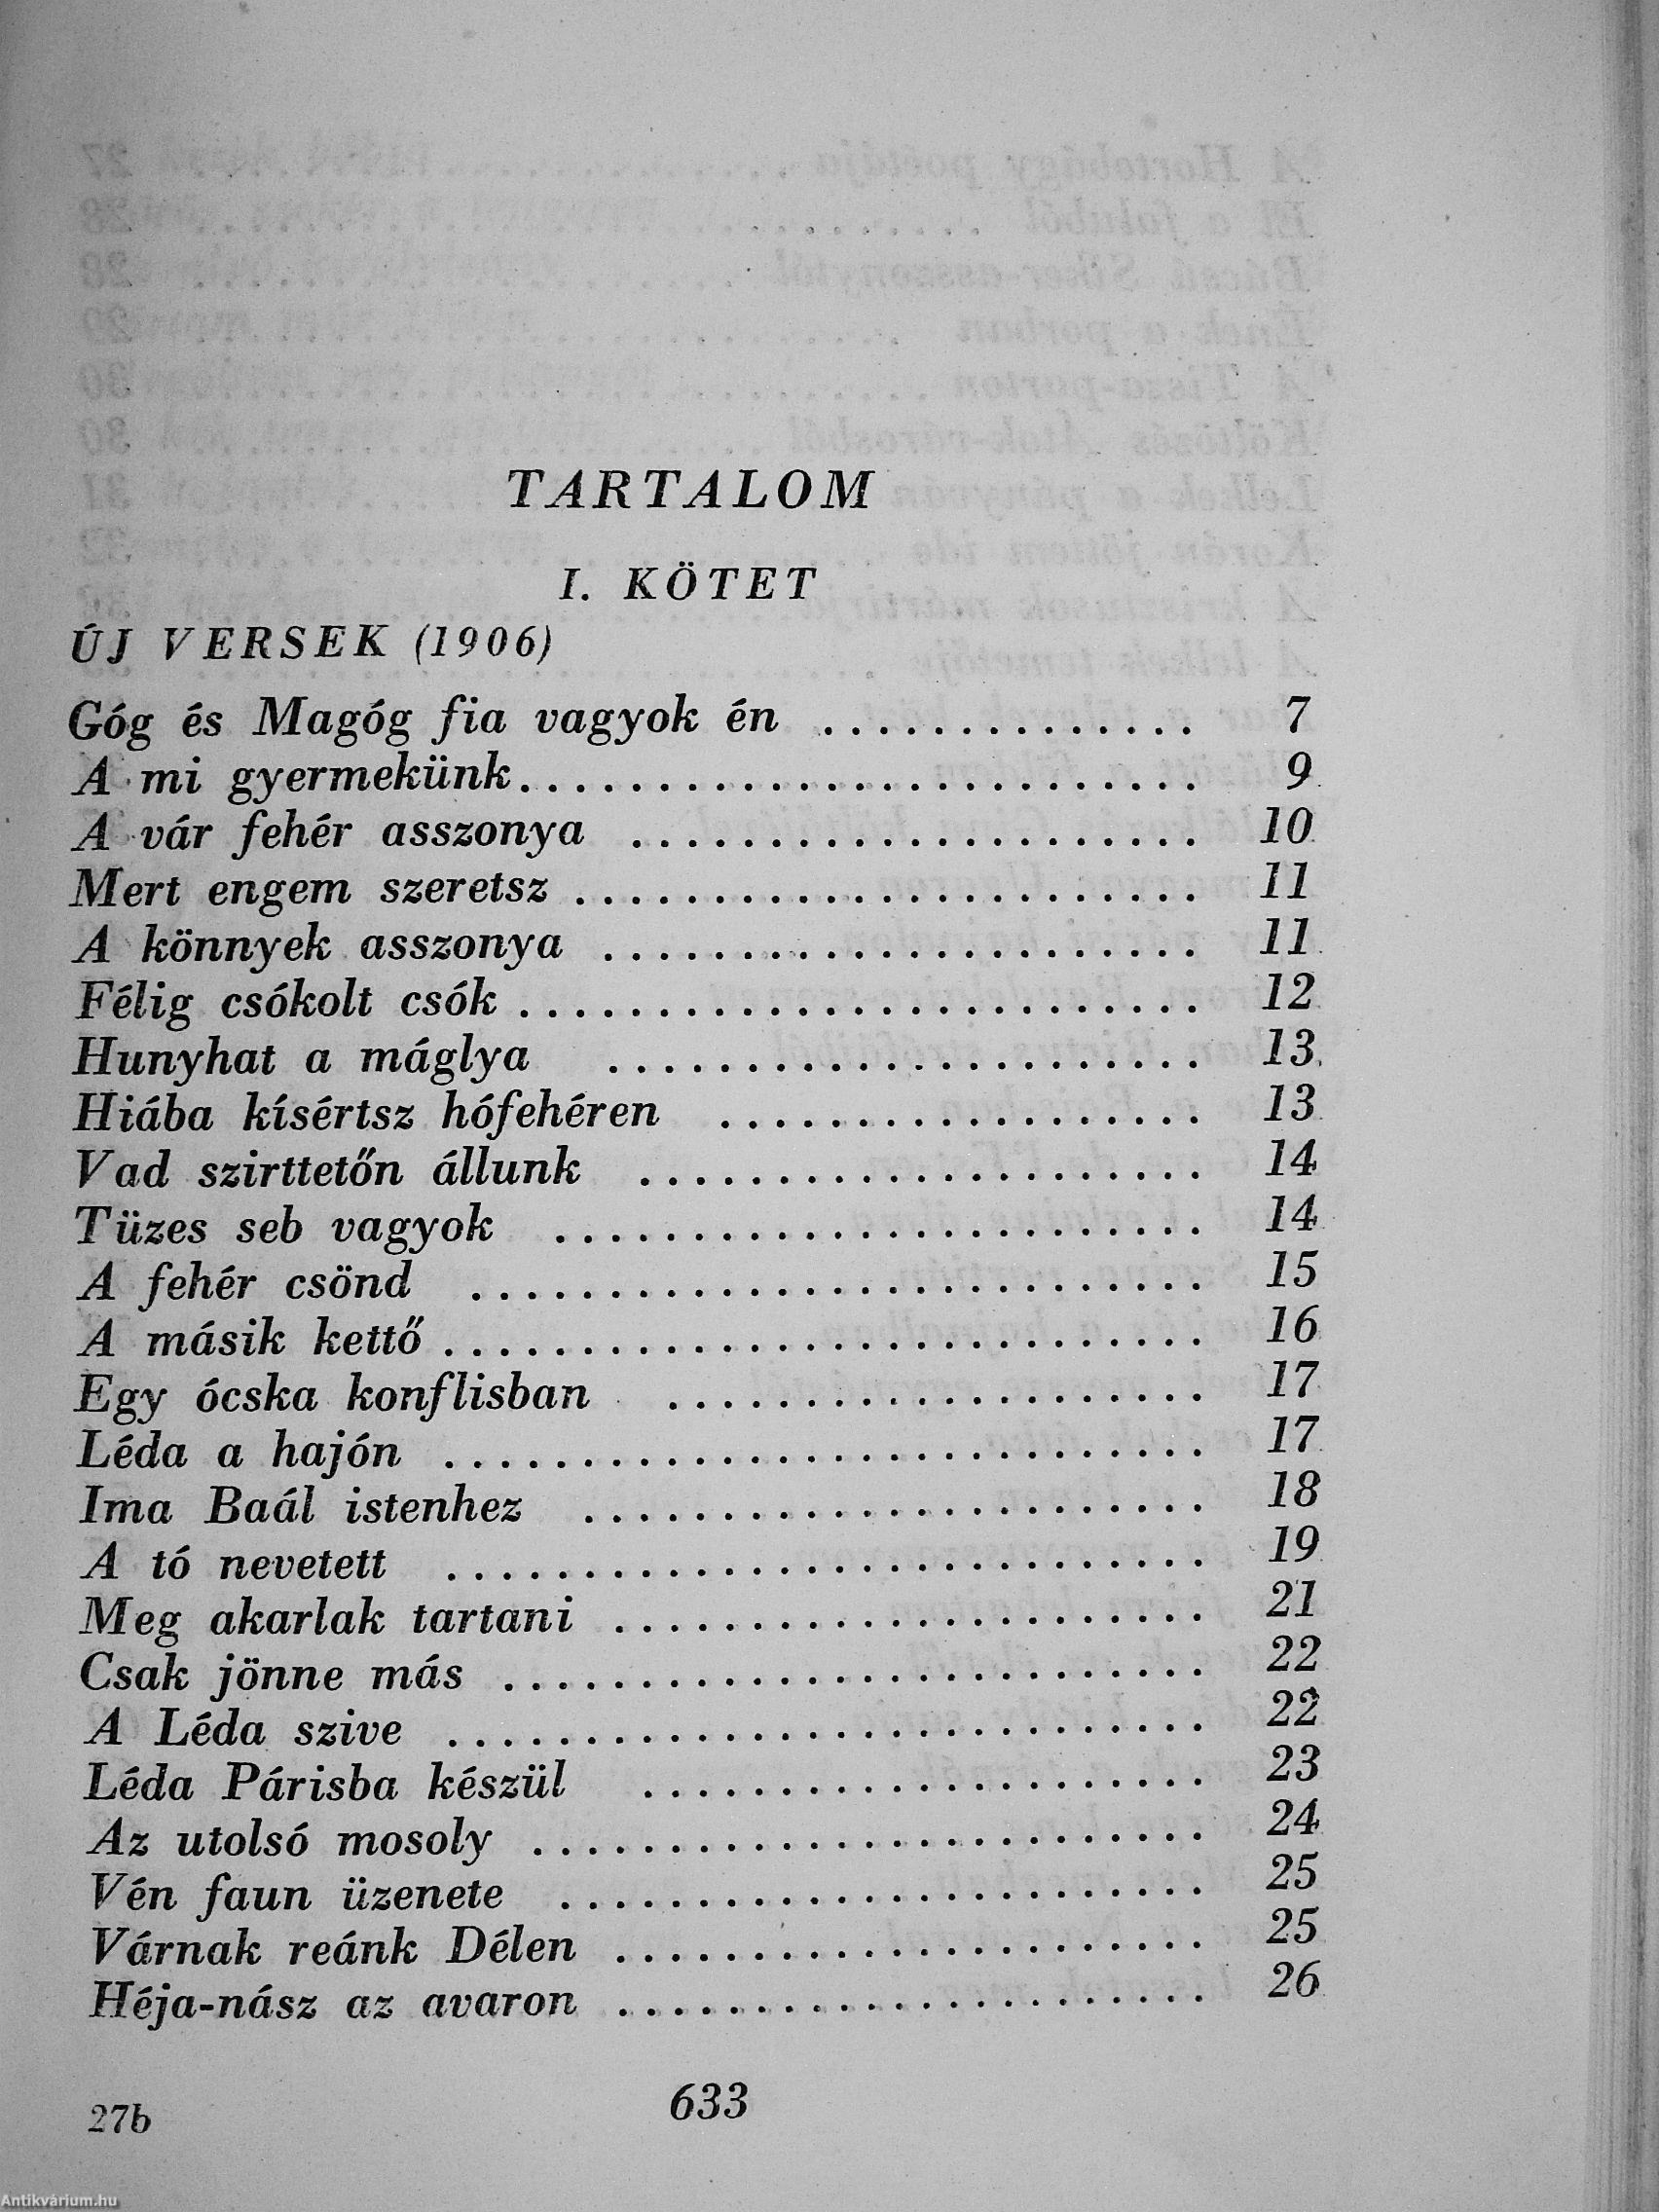 TARTALOM
I. KÖTET
ÚJ VERSEK (1906)
Góg és Magóg fia vagyok én .............. 7
A mi gyermekünk......................... 9
A vár fehér asszonya ..................... 10
Mert engem szeretsz ....................... 11
A könnyek asszonya ...................... 11
Félig csókolt csók ......................... 12
Hunyhat a máglya ...................... 13
Hiába kísértsz hófehéren .................. 13
Vad szirttetőn állunk ..................... 14
Tüzes seb vagyok ........................ 14
A fehér csönd ........................... 15
A másik kettő ............................ 16
Egy ócska konflisban .................... 17
Léda a hajón ............................ 17
Ima Baál istenhez ....................... 18
A tó nevetett ............................ 19
Meg akarlak tartani ...................... 21
Csak jönne más .......................... 22
A Léda szive ............................ 22
Léda Párisba készül ..................... 23
Az utolsó mosoly ......................... 24
Vén faun üzenete ........................ 25
Várnak reánk Délen ...................... 25
Héja-nász az avaron ...................... 26
27b 633
Antikvárium.hu